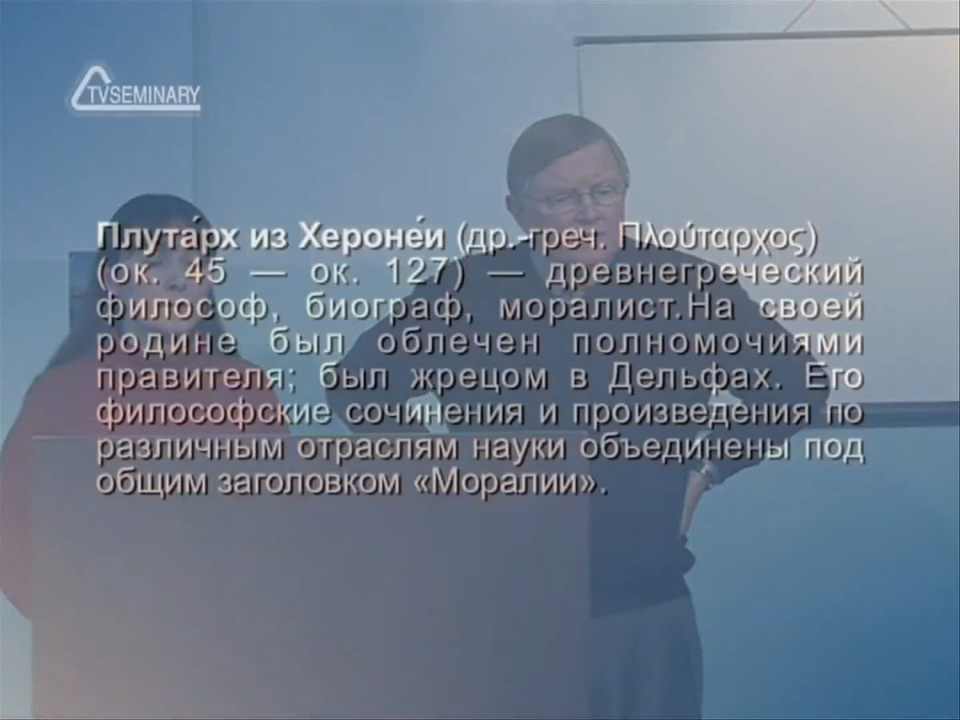 TVSEMINARY
Плута́рх из Хероне́и (др.-греч. Πλούταρχος)
(ок. 45 — ок. 127) — древнегреческий
философ, биограф, моралист.На своей
родине был облечен полномочиями
правителя; был жрецом в Дельфах. Его
философские сочинения и произведения по
различным отраслям науки объединены под
общим заголовком «Моралии».